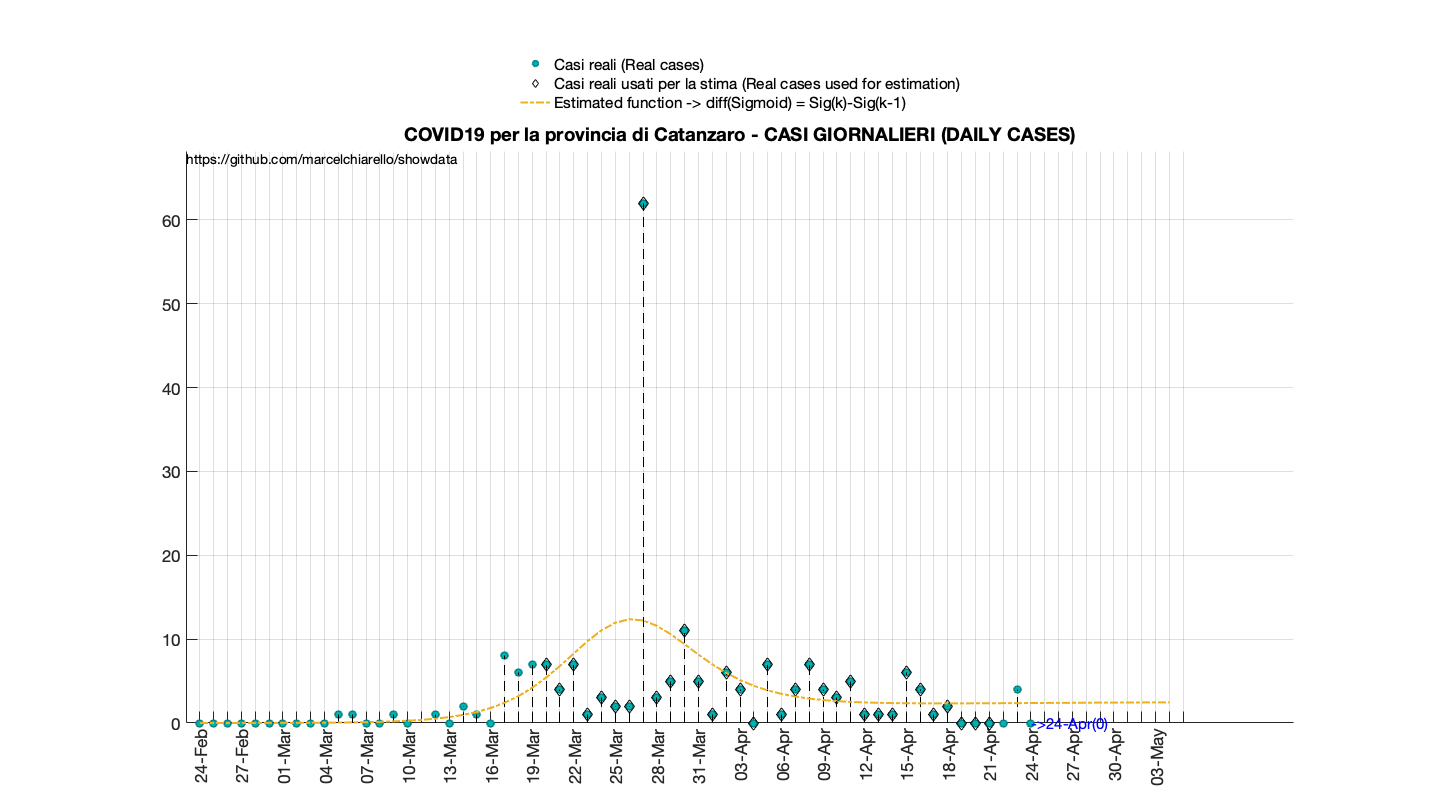 Casi reali (Real cases)
Casi reali usati per la stima (Real cases used for estimation)
Estimated function -> diff(Sigmoid) = Sig(k)-Sig(k-1)
COVID19 per la provincia di Catanzaro - CASI GIORNALIERI (DAILY CASES)
https://github.com/marcelchiarello/showdata
60
50
40
30
20
10
0
->24-Apr(0)
24-Feb
27-Feb
01-Mar
04-Mar
07-Mar
10-Mar
13-Mar
16-Mar
19-Mar
22-Mar
25-Mar
28-Mar
31-Mar
03-Apr
06-Apr
09-Apr
12-Apr
15-Apr
18-Apr
21-Apr
24-Apr
27-Apr
30-Apr
03-May